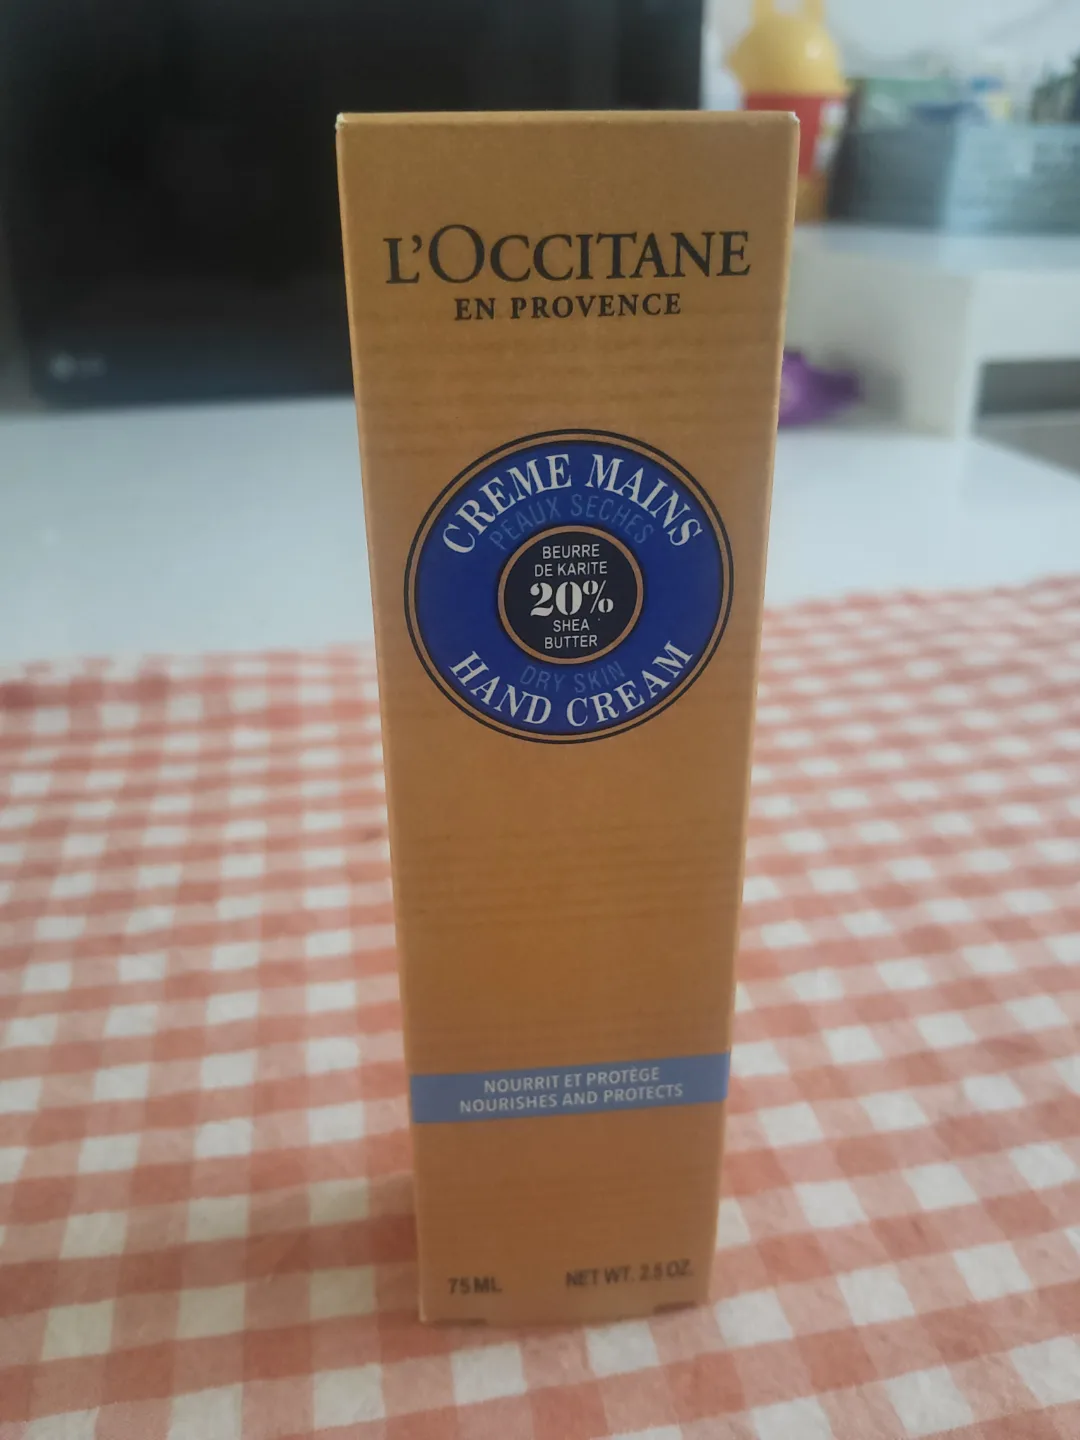 L'OCCITANE
EN PROVENCE
CREME MAINS
PEAUX SECHES
BEURRE
DE KARITE
20%
SHEA
BUTTER
DRY SKIN
HAND CREAM
NOURRIT ET PROTÈGE
NOURISHES AND PROTECTS
75 ML NET WT. 2.6 OZ.